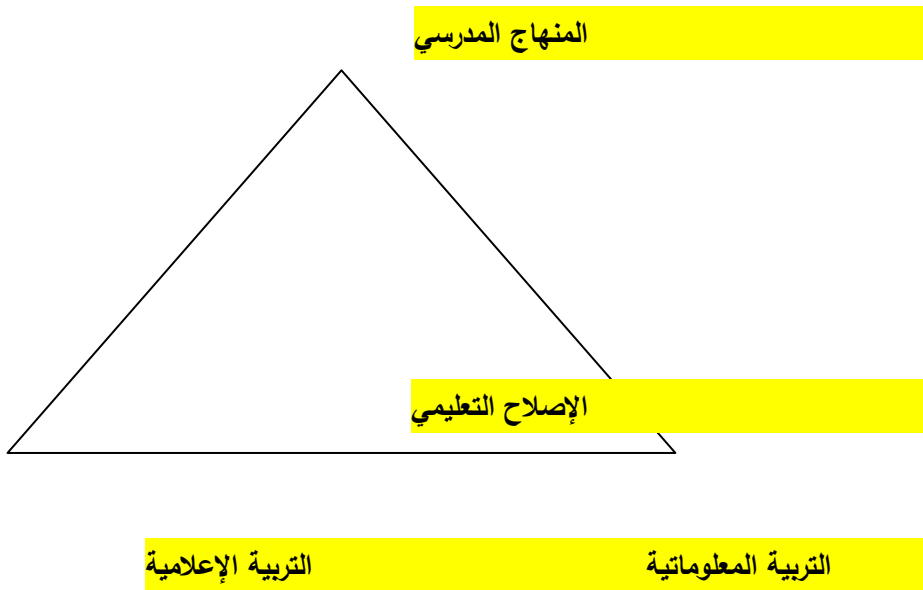 المنهاج المدرسي
الإصلاح التعليمي
التربية المعلوماتية التربية الإعلامية